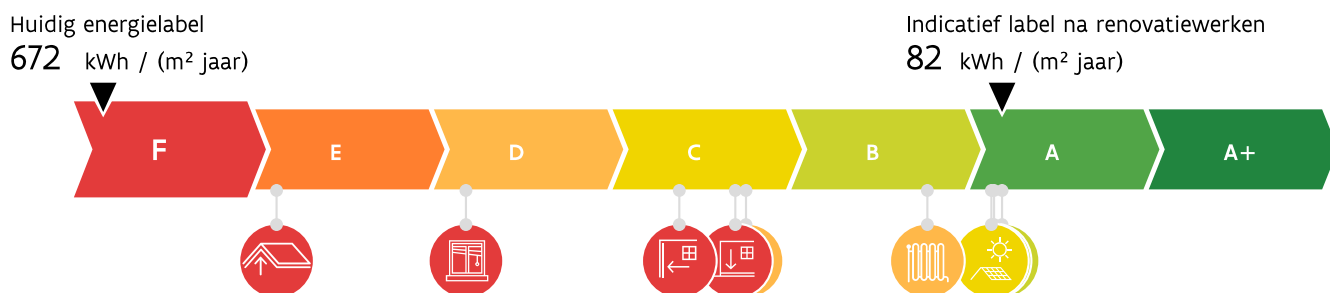 Huidig energielabel
672 kWh / (m² jaar)
Indicatief label na renovatiewerken
82 kWh / (m² jaar)
F E D C B A A+